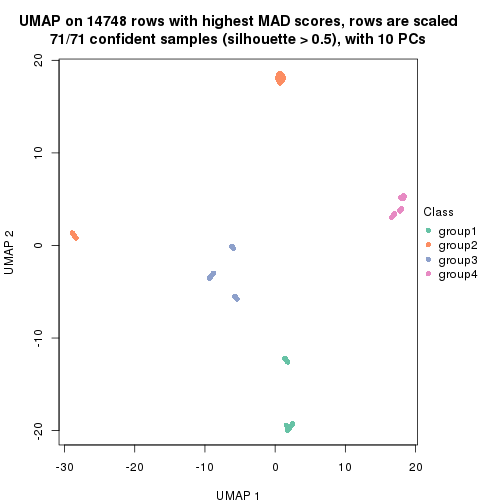 UMAP on 14748 rows with highest MAD scores, rows are scaled
71/71 confident samples (silhouette > 0.5), with 10 PCs
20
10
0
-10
-20
UMAP 2
-30
-20
-10
0
10
20
UMAP 1
Class
group1
group2
group3
group4